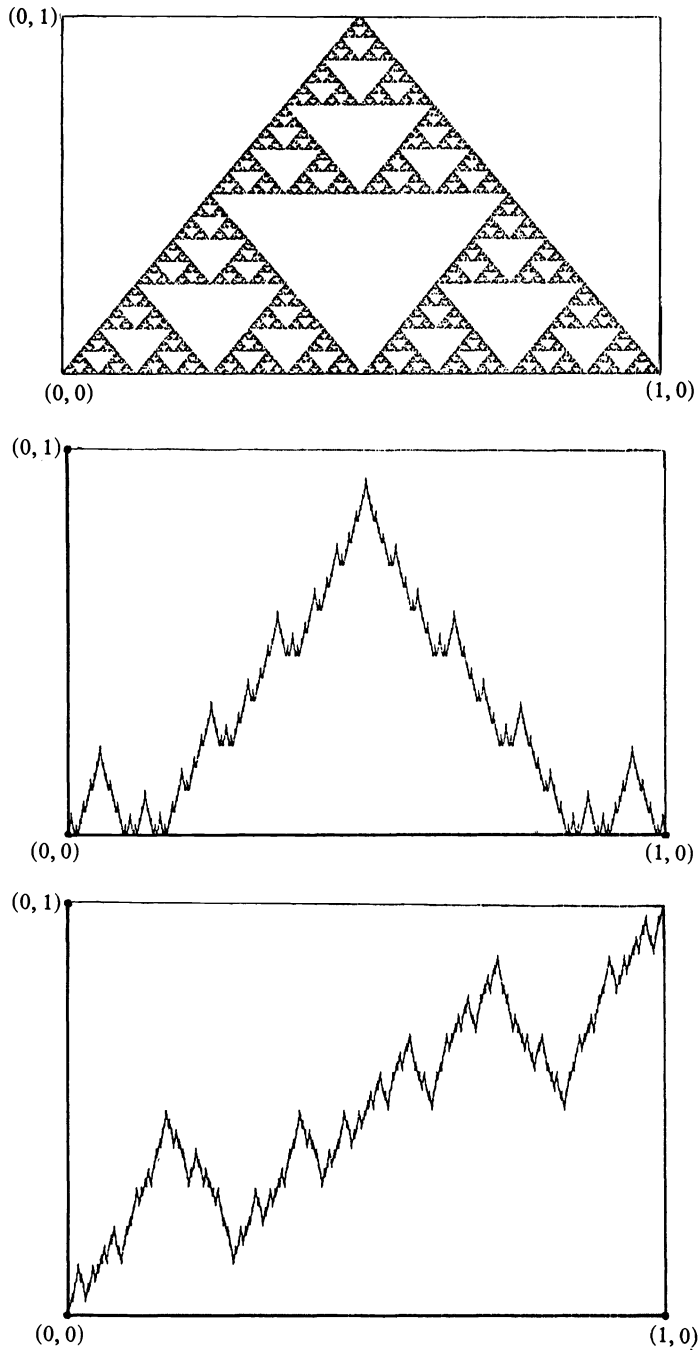 (0, 1)
(0, 0) (1, 0)
(0, 1)
(0, 0) (1, 0)
(0, 1)
(0, 0) (1, 0)